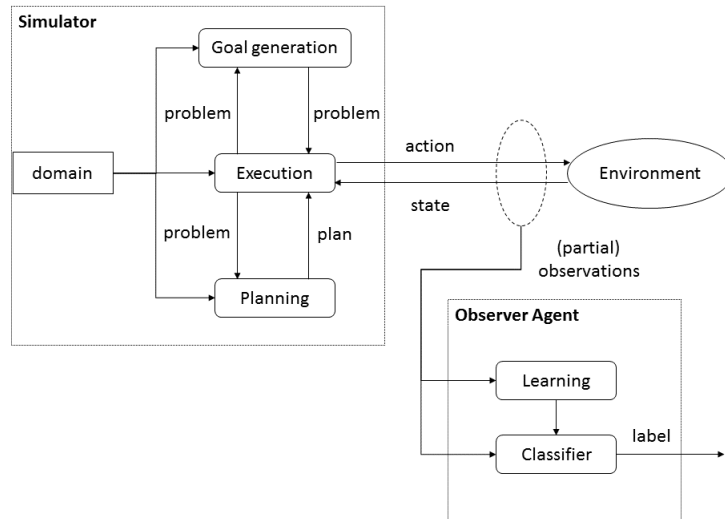 Simulator
Goal generation
problem
problem
action
domain
Execution
Environment
state
problem
plan
(partial)
observations
Planning
Observer Agent
Learning
label
Classifier